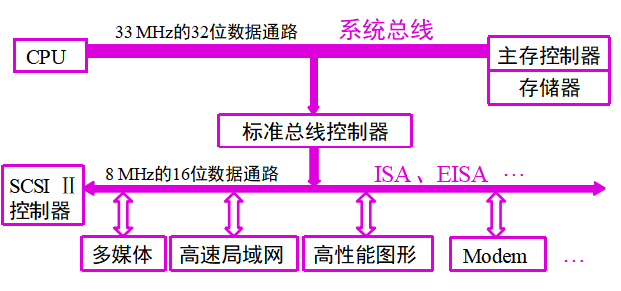 33 MHz的32位数据通路 系统总线
CPU
主存控制器
存储器
标准总线控制器
8 MHz的16位数据通路 ISA、EISA …
SCSI Ⅱ
控制器
多媒体 高速局域网 高性能图形 Modem …